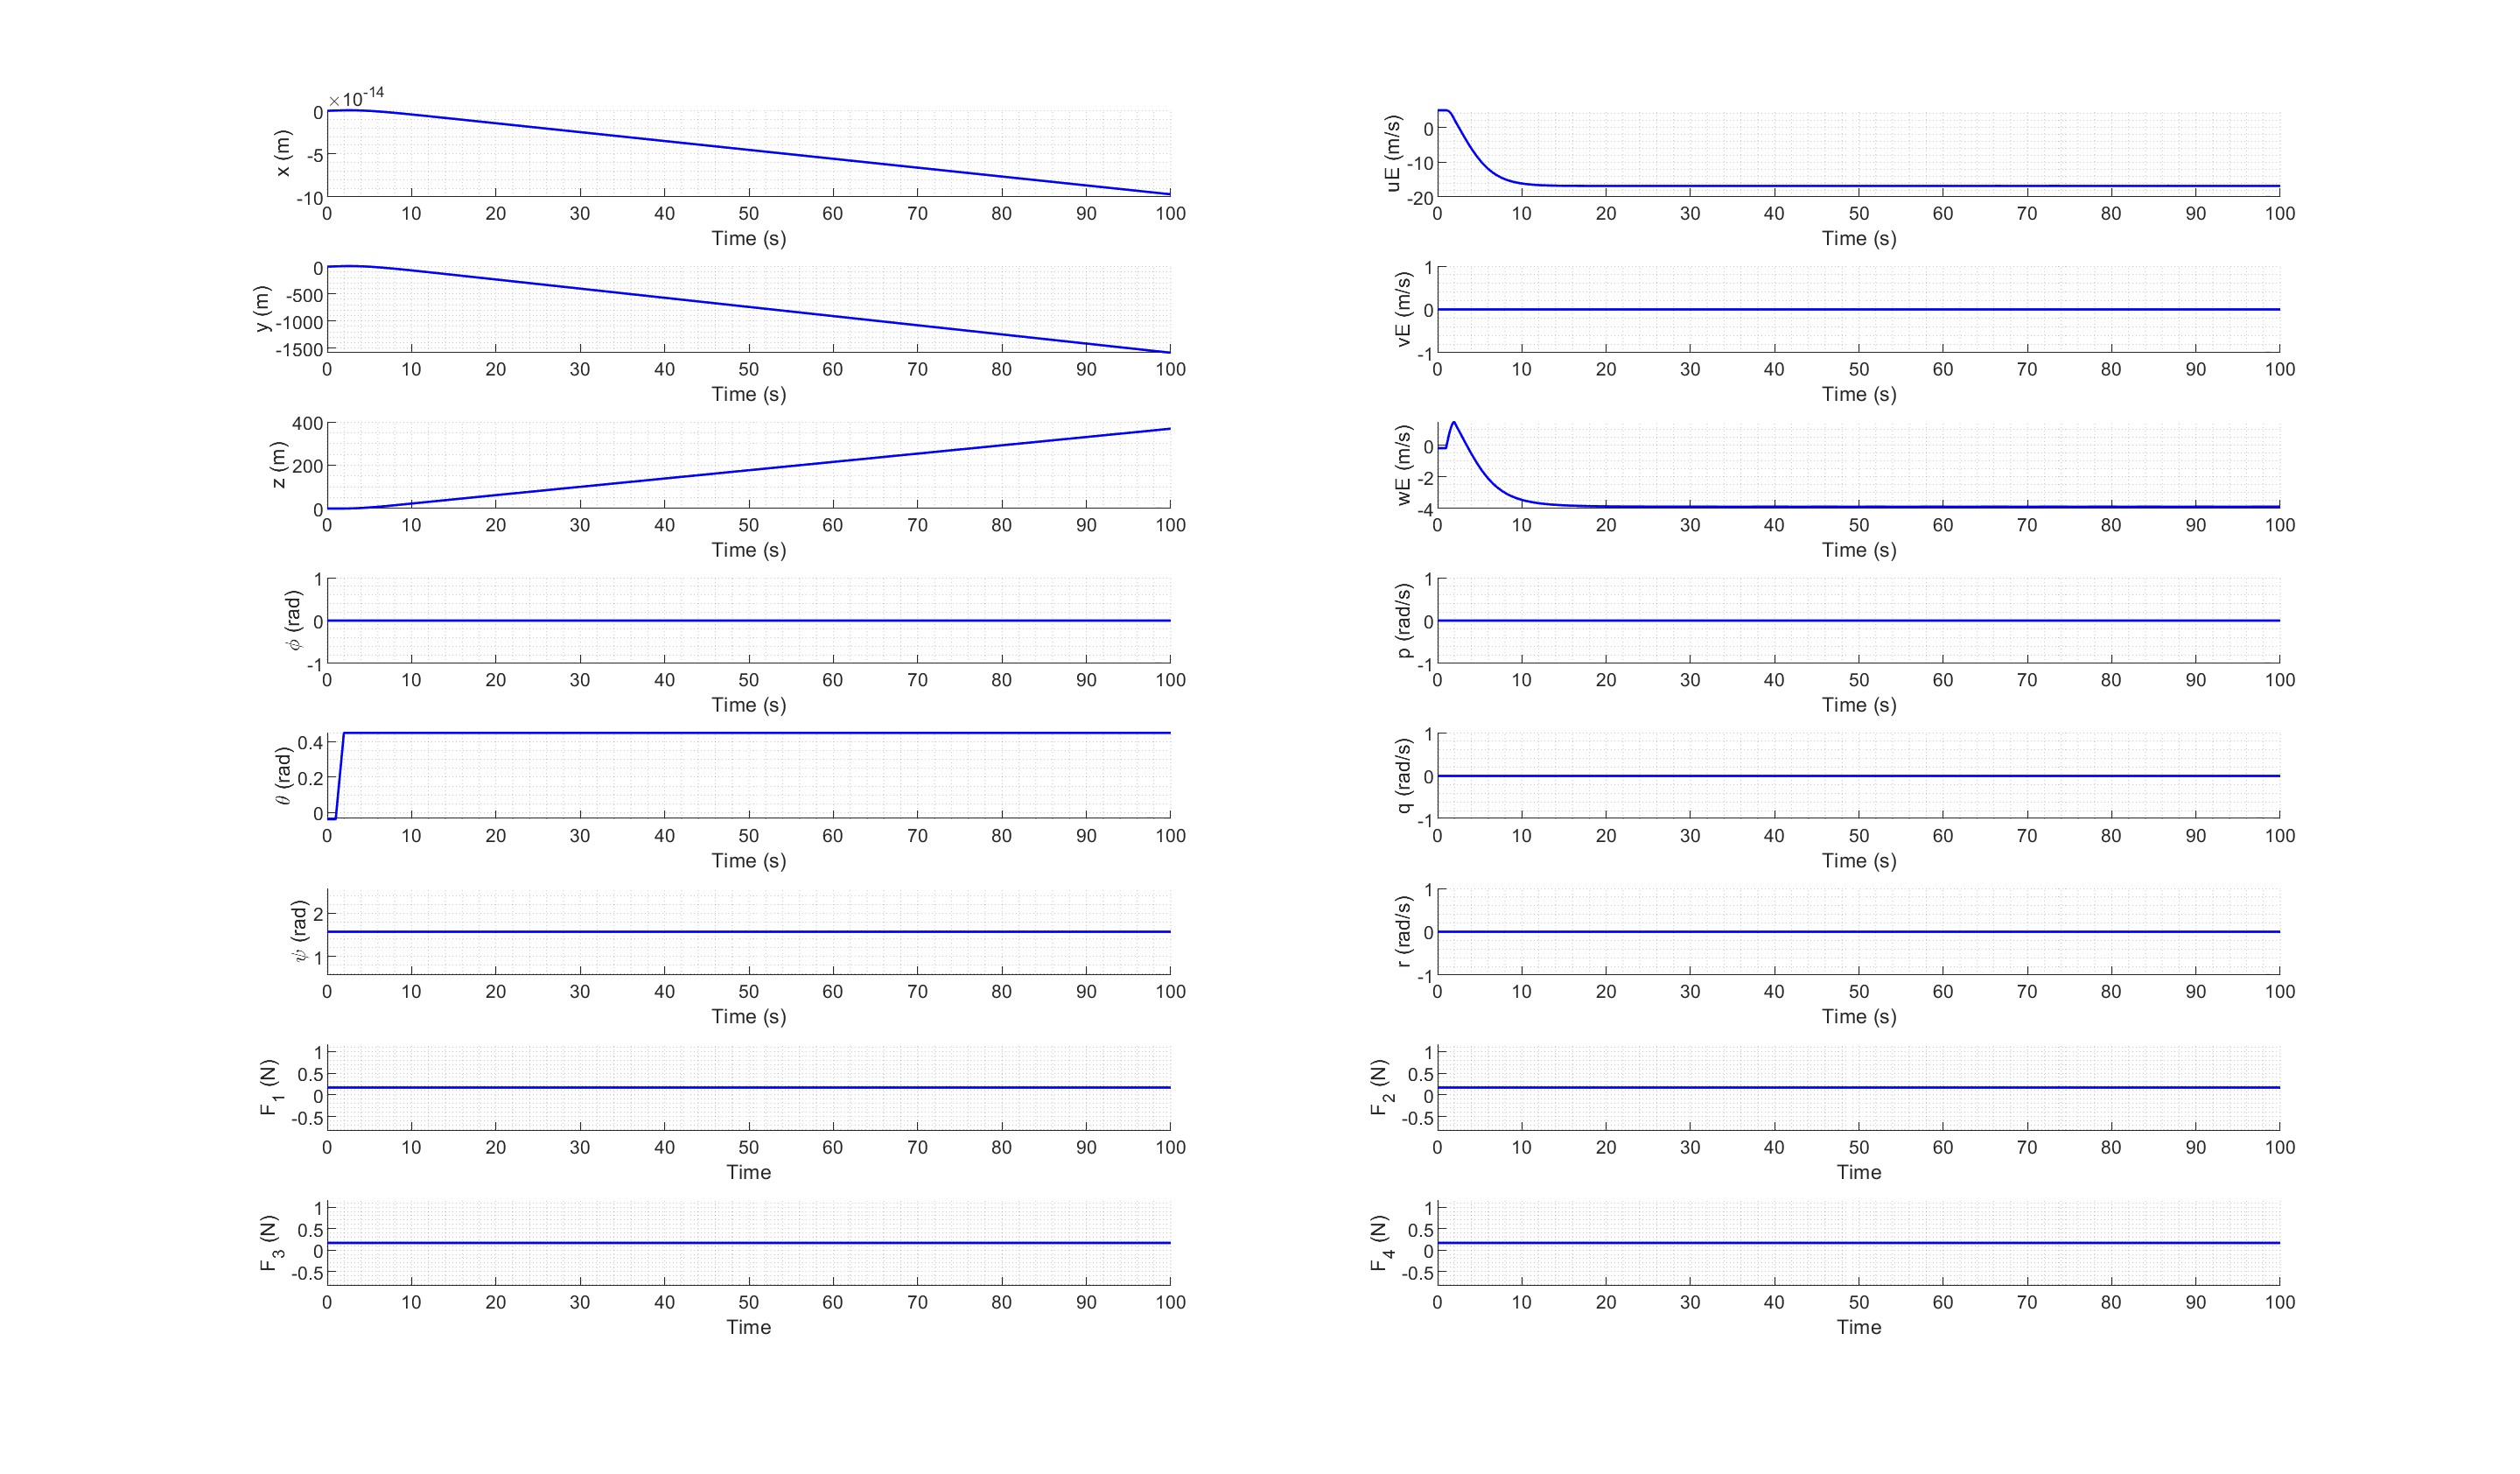 ×10-14
0
-5
-10
x (m)
0 10 20 30 40 50 60 70 80 90 100
Time (s)
0
-10
-20
uE (m/s)
0 10 20 30 40 50 60 70 80 90 100
Time (s)
0
-500
-1000
-1500
y (m)
0 10 20 30 40 50 60 70 80 90 100
Time (s)
1
0
-1
vE (m/s)
0 10 20 30 40 50 60 70 80 90 100
Time (s)
400
200
0
z (m)
0 10 20 30 40 50 60 70 80 90 100
Time (s)
0
-2
-4
wE (m/s)
0 10 20 30 40 50 60 70 80 90 100
Time (s)
1
0
-1
ϕ (rad)
0 10 20 30 40 50 60 70 80 90 100
Time (s)
1
0
-1
p (rad/s)
0 10 20 30 40 50 60 70 80 90 100
Time (s)
0.4
0.2
0
θ (rad)
0 10 20 30 40 50 60 70 80 90 100
Time (s)
1
0
-1
q (rad/s)
0 10 20 30 40 50 60 70 80 90 100
Time (s)
2
1
ψ (rad)
0 10 20 30 40 50 60 70 80 90 100
Time (s)
1
0
-1
r (rad/s)
0 10 20 30 40 50 60 70 80 90 100
Time (s)
1
0.5
0
-0.5
F1 (N)
0 10 20 30 40 50 60 70 80 90 100
Time
1
0.5
0
-0.5
F2 (N)
0 10 20 30 40 50 60 70 80 90 100
Time
1
0.5
0
-0.5
F3 (N)
0 10 20 30 40 50 60 70 80 90 100
Time
1
0.5
0
-0.5
F4 (N)
0 10 20 30 40 50 60 70 80 90 100
Time